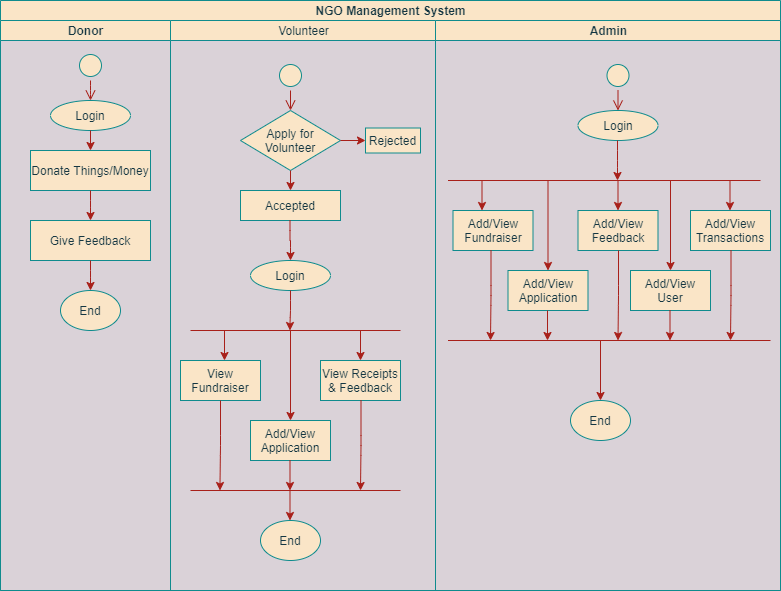 NGO Management System
Donor
Volunteer
Admin
Login
Donate Things/Money
Give Feedback
End
Apply for
Volunteer
Rejected
Accepted
Login
View
Fundraiser
View Receipts
& Feedback
Add/View
Application
End
Login
Add/View
Fundraiser
Add/View
Feedback
Add/View
Transactions
Add/View
Application
Add/View
User
End